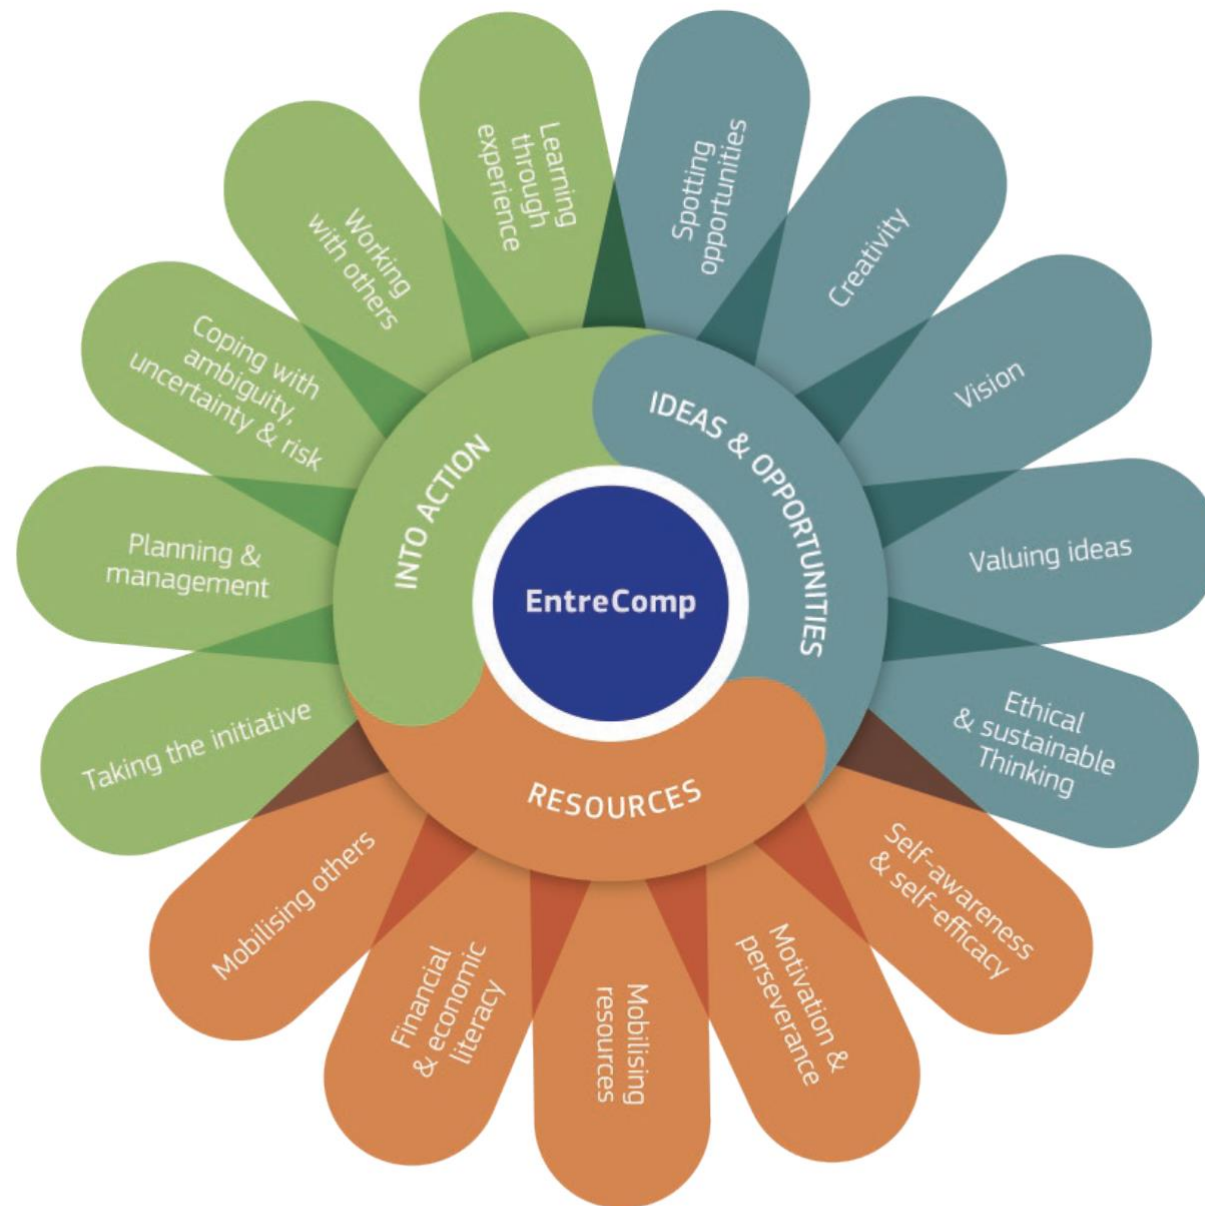 EntreComp
IDEAS & OPPORTUNITIES
Spotting
opportunities
Creativity
Vision
Valuing ideas
Ethical
& sustainable
Thinking
RESOURCES
Self-awareness
& self-efficacy
Motivation &
perseverance
Mobilising
resources
Financial
& economic
literacy
Mobilising others
INTO ACTION
Taking the initiative
Planning &
management
Coping with
ambiguity,
uncertainty & risk
Working
with others
Learning
through
experience